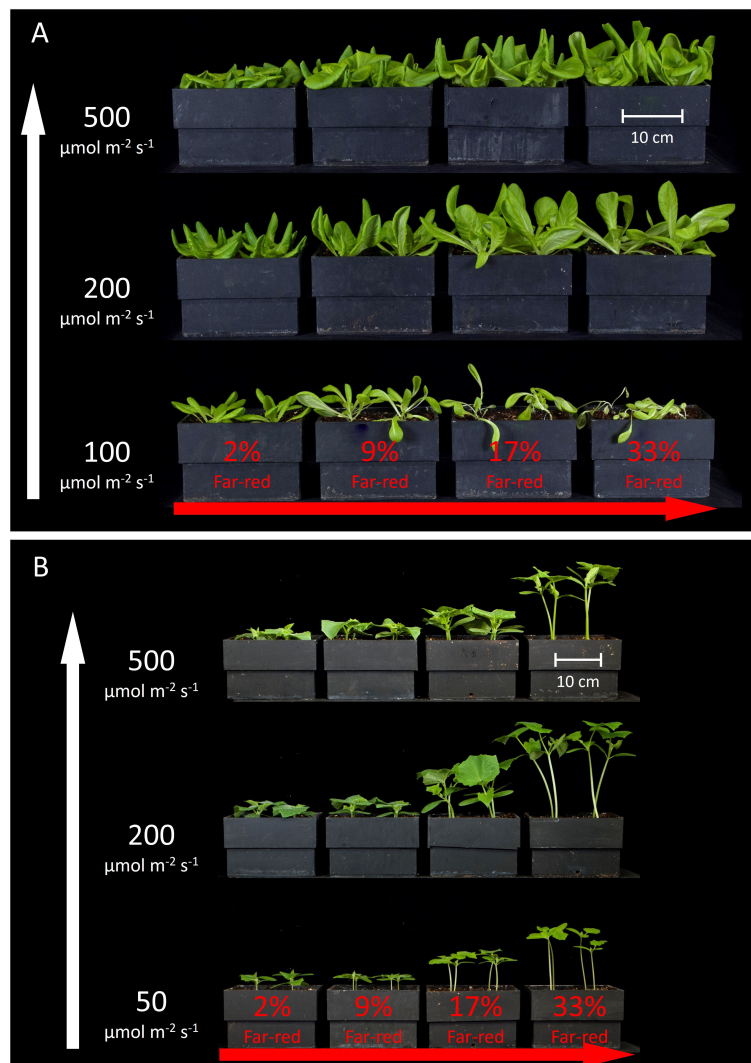 A
500
µmol m⁻² s⁻¹
10 cm
200
µmol m⁻² s⁻¹
100
µmol m⁻² s⁻¹
2% 9% 17% 33%
Far-red Far-red Far-red Far-red
B
500
µmol m⁻² s⁻¹
10 cm
200
µmol m⁻² s⁻¹
50
µmol m⁻² s⁻¹
2% 9% 17% 33%
Far-red Far-red Far-red Far-red